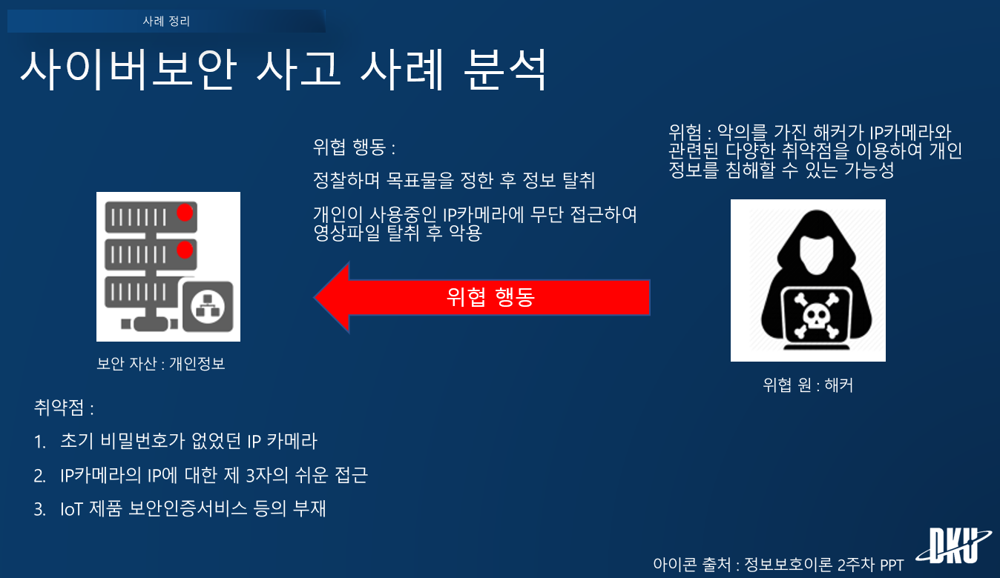 사례 정리
사이버보안 사고 사례 분석
위협 행동 :
정찰하며 목표물을 정한 후 정보 탈취
개인이 사용중인 IP카메라에 무단 접근하여
영상파일 탈취 후 악용
위험 : 악의를 가진 해커가 IP카메라와
관련된 다양한 취약점을 이용하여 개인
정보를 침해할 수 있는 가능성
위협 행동
보안 자산 : 개인정보
위협 원 : 해커
취약점 :
1. 초기 비밀번호가 없었던 IP 카메라
2. IP카메라의 IP에 대한 제 3자의 쉬운 접근
3. IoT 제품 보안인증서비스 등의 부재
아이콘 출처 : 정보보호이론 2주차 PPT
DKU